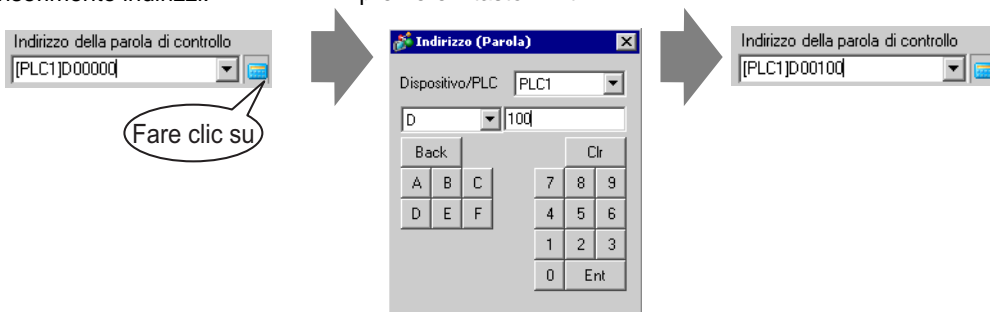 Indirizzo della parola di controllo
[PLC1]D00000
Fare clic su
Indirizzo (Parola)
Dispositivo/PLC PLC1
D 100
Back Clr
A B C 7 8 9
D E F 4 5 6
1 2 3
0 Ent
Indirizzo della parola di controllo
[PLC1]D00100